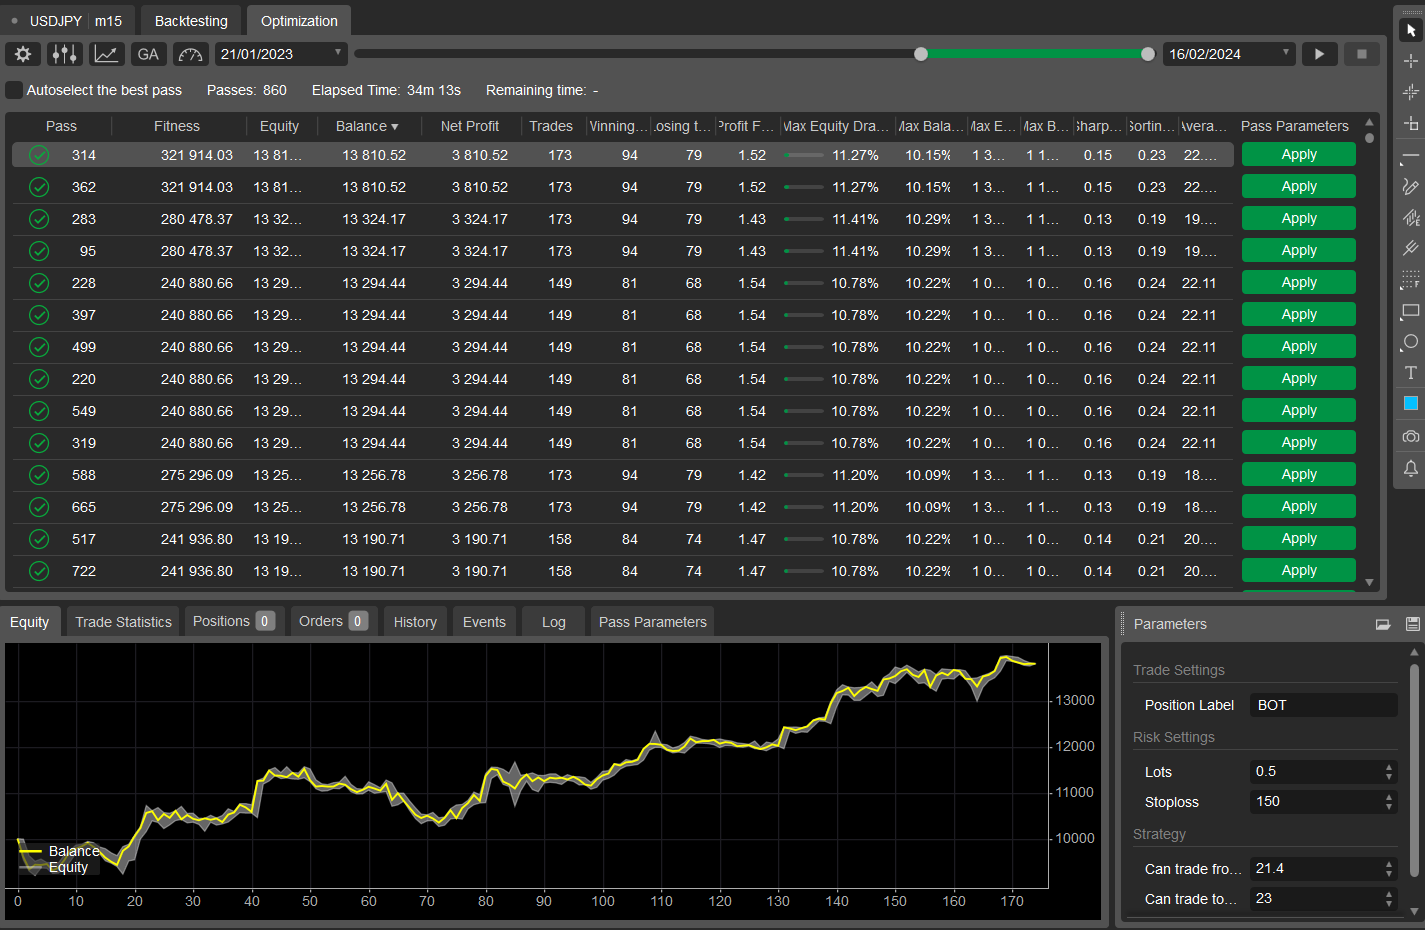 USDJPY m15 Backtesting Optimization
GA 21/01/2023 16/02/2024
Autoselect the best pass Passes: 860 Elapsed Time: 34m 13s Remaining time: -
Pass Fitness Equity Balance Net Profit Trades Winning... Losing t... Profit F... Max Equity Dra... Max Bala... Max E... Max B... Sharp... Sortin... Avera... Pass Parameters
314 321 914.03 13 81... 13 810.52 3 810.52 173 94 79 1.52 11.27% 10.15% 1 3... 1 1... 0.15 0.23 22.... Apply
362 321 914.03 13 81... 13 810.52 3 810.52 173 94 79 1.52 11.27% 10.15% 1 3... 1 1... 0.15 0.23 22.... Apply
283 280 478.37 13 32... 13 324.17 3 324.17 173 94 79 1.43 11.41% 10.29% 1 3... 1 1... 0.13 0.19 19.... Apply
95 280 478.37 13 32... 13 324.17 3 324.17 173 94 79 1.43 11.41% 10.29% 1 3... 1 1... 0.13 0.19 19.... Apply
228 240 880.66 13 29... 13 294.44 3 294.44 149 81 68 1.54 10.78% 10.22% 1 0... 1 0... 0.16 0.24 22.11 Apply
397 240 880.66 13 29... 13 294.44 3 294.44 149 81 68 1.54 10.78% 10.22% 1 0... 1 0... 0.16 0.24 22.11 Apply
499 240 880.66 13 29... 13 294.44 3 294.44 149 81 68 1.54 10.78% 10.22% 1 0... 1 0... 0.16 0.24 22.11 Apply
220 240 880.66 13 29... 13 294.44 3 294.44 149 81 68 1.54 10.78% 10.22% 1 0... 1 0... 0.16 0.24 22.11 Apply
549 240 880.66 13 29... 13 294.44 3 294.44 149 81 68 1.54 10.78% 10.22% 1 0... 1 0... 0.16 0.24 22.11 Apply
319 240 880.66 13 29... 13 294.44 3 294.44 149 81 68 1.54 10.78% 10.22% 1 0... 1 0... 0.16 0.24 22.11 Apply
588 275 296.09 13 25... 13 256.78 3 256.78 173 94 79 1.42 11.20% 10.09% 1 3... 1 1... 0.13 0.19 18.... Apply
665 275 296.09 13 25... 13 256.78 3 256.78 173 94 79 1.42 11.20% 10.09% 1 3... 1 1... 0.13 0.19 18.... Apply
517 241 936.80 13 19... 13 190.71 3 190.71 158 84 74 1.47 10.78% 10.22% 1 0... 1 0... 0.14 0.21 20.... Apply
722 241 936.80 13 19... 13 190.71 3 190.71 158 84 74 1.47 10.78% 10.22% 1 0... 1 0... 0.14 0.21 20.... Apply
Equity Trade Statistics Positions 0 Orders 0 History Events Log Pass Parameters
13000
12000
11000
10000
Balance
Equity
0 10 20 30 40 50 60 70 80 90 100 110 120 130 140 150 160 170
Parameters
Trade Settings
Position Label BOT
Risk Settings
Lots 0.5
Stoploss 150
Strategy
Can trade fro... 21.4
Can trade to... 23